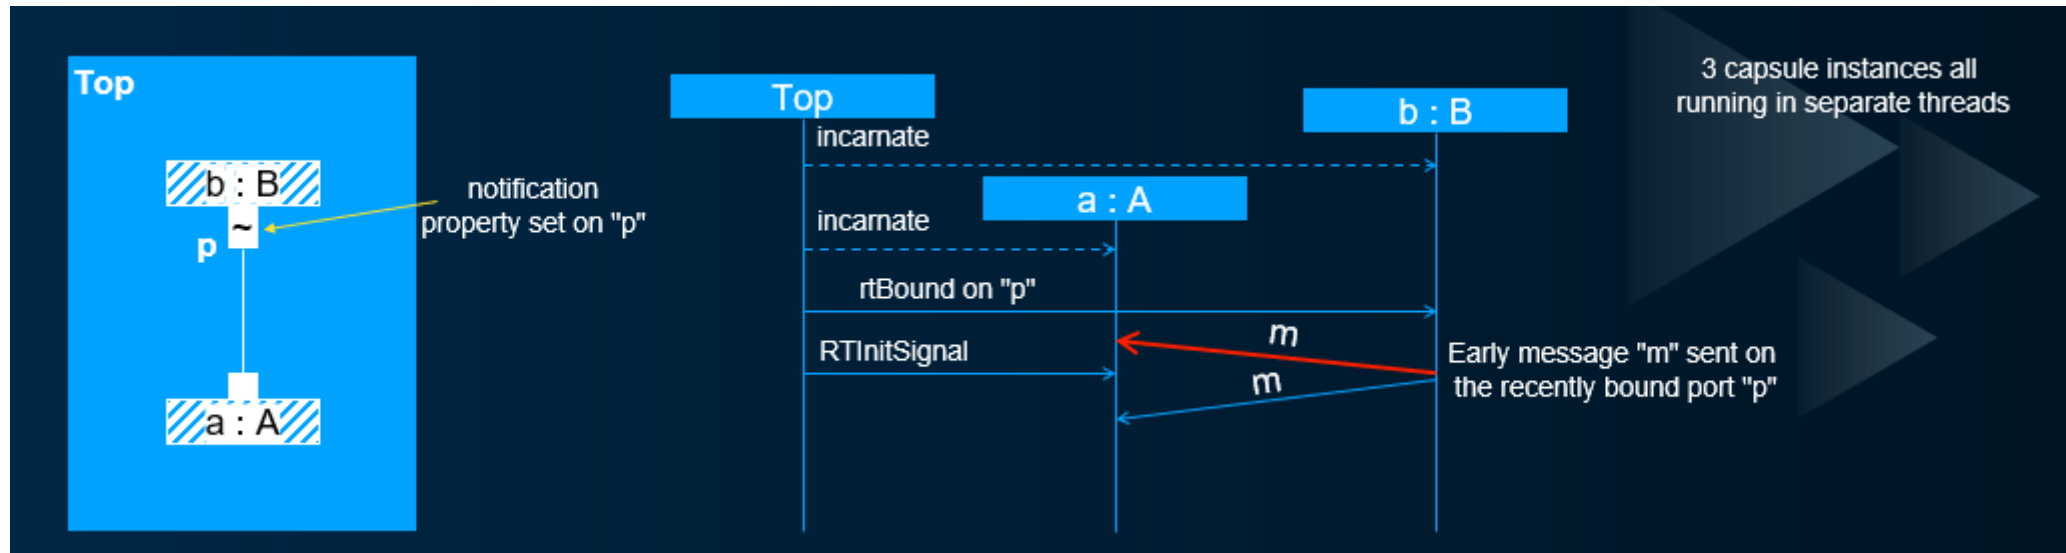 Top
b : B
~
p
a : A
notification
property set on "p"
Top
b : B
incarnate
a : A
incarnate
rtBound on "p"
m
RTInitSignal
m
Early message "m" sent on
the recently bound port "p"
3 capsule instances all
running in separate threads